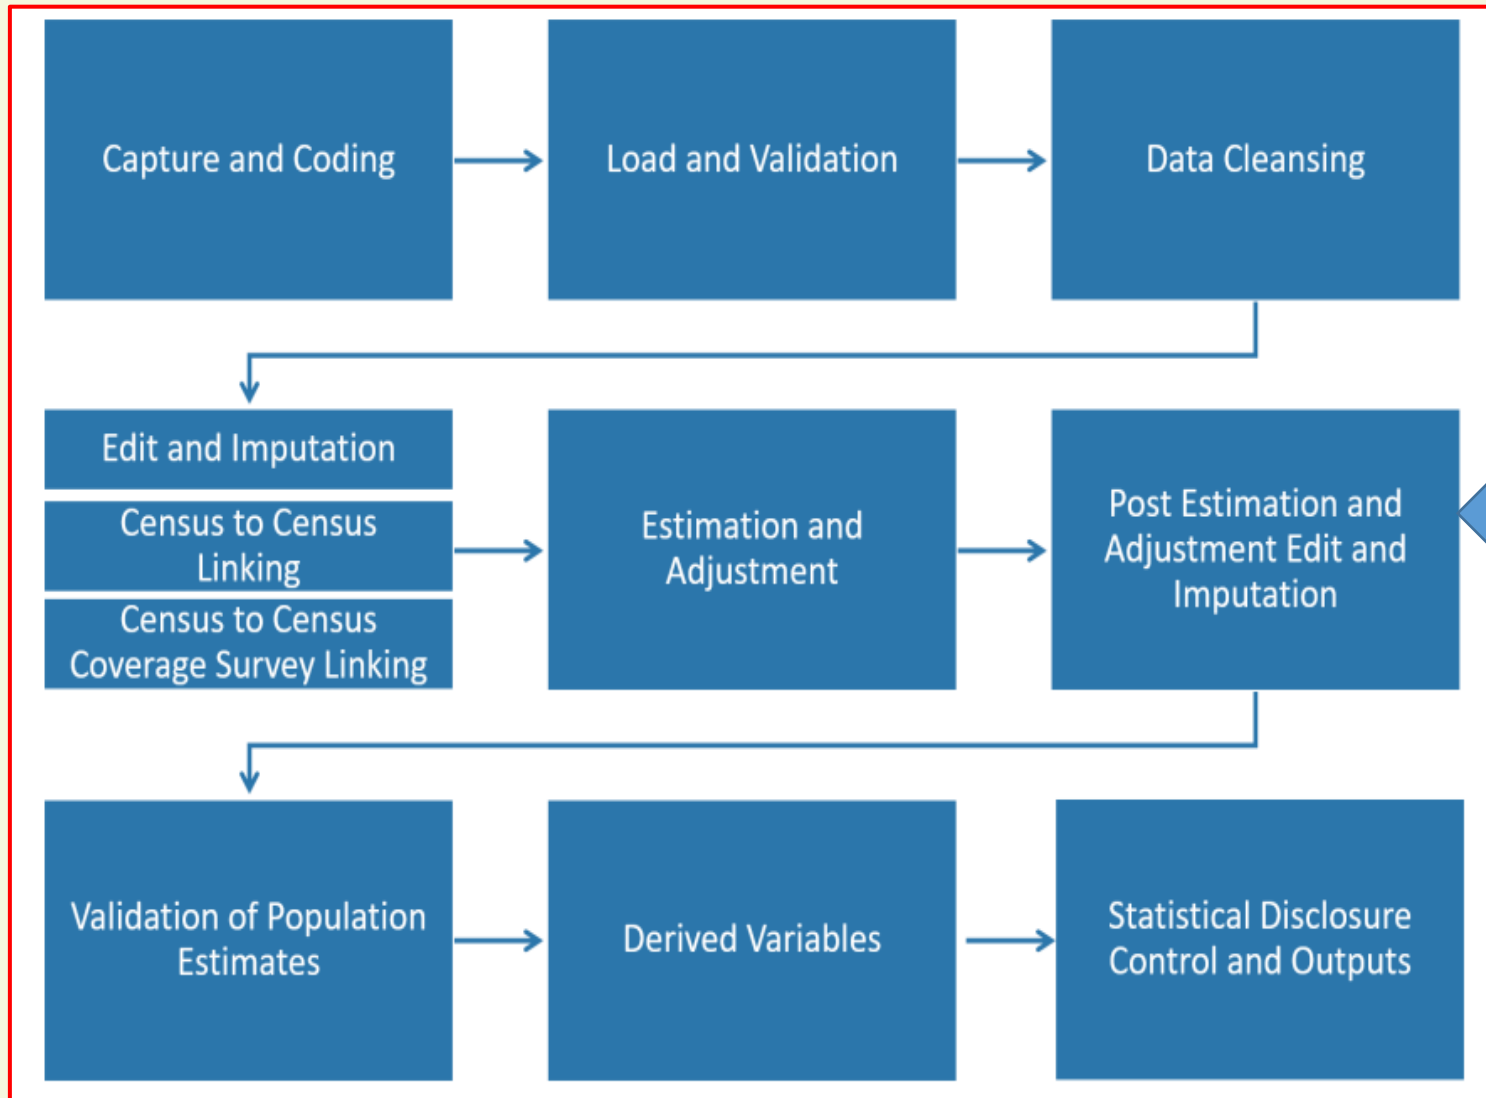 Capture and Coding
Load and Validation
Data Cleansing
Edit and Imputation
Census to Census
Linking
Census to Census
Coverage Survey Linking
Estimation and
Adjustment
Post Estimation and
Adjustment Edit and
Imputation
Validation of Population
Estimates
Derived Variables
Statistical Disclosure
Control and Outputs